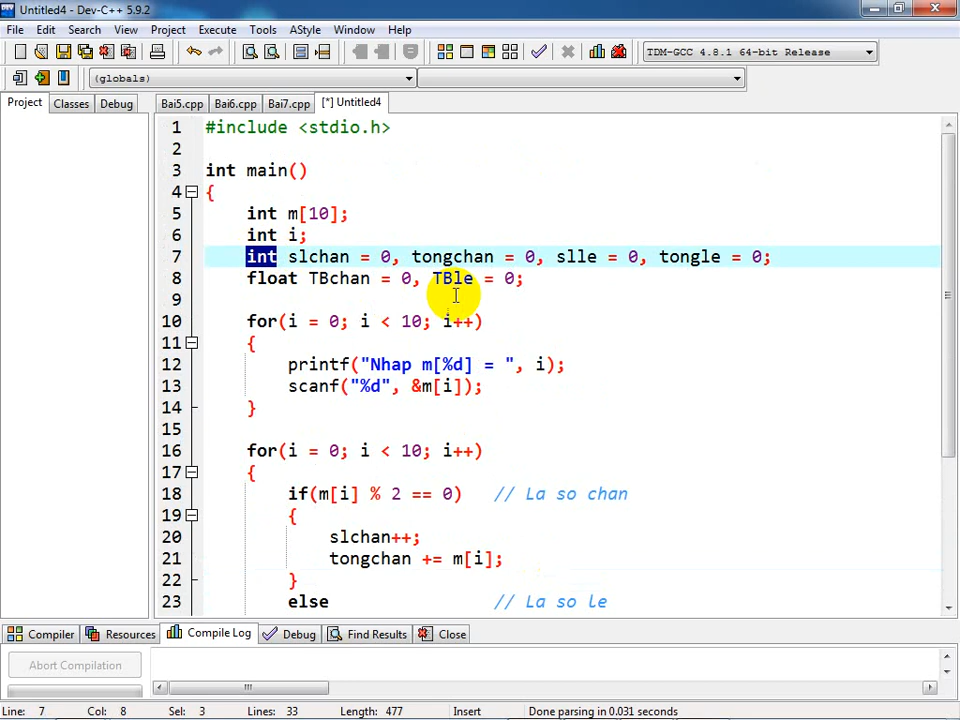 Untitled4 - Dev-C++ 5.9.2
File Edit Search View Project Execute Tools AStyle Window Help
TDM-GCC 4.8.1 64-bit Release
(globals)
Project Classes Debug Bai5.cpp Bai6.cpp Bai7.cpp [*] Untitled4
1 #include <stdio.h>
2
3 int main()
4 {
5 int m[10];
6 int i;
7 int slchan = 0, tongchan = 0, slle = 0, tongle = 0;
8 float TBchan = 0, TBle = 0;
9
10 for(i = 0; i < 10; i++)
11 {
12 printf("Nhap m[%d] = ", i);
13 scanf("%d", &m[i]);
14 }
15
16 for(i = 0; i < 10; i++)
17 {
18 if(m[i] % 2 == 0) // La so chan
19 {
20 slchan++;
21 tongchan += m[i];
22 }
23 else // La so le
Compiler Resources Compile Log Debug Find Results Close
Abort Compilation
Line: 7 Col: 8 Sel: 3 Lines: 33 Length: 477 Insert Done parsing in 0.031 seconds